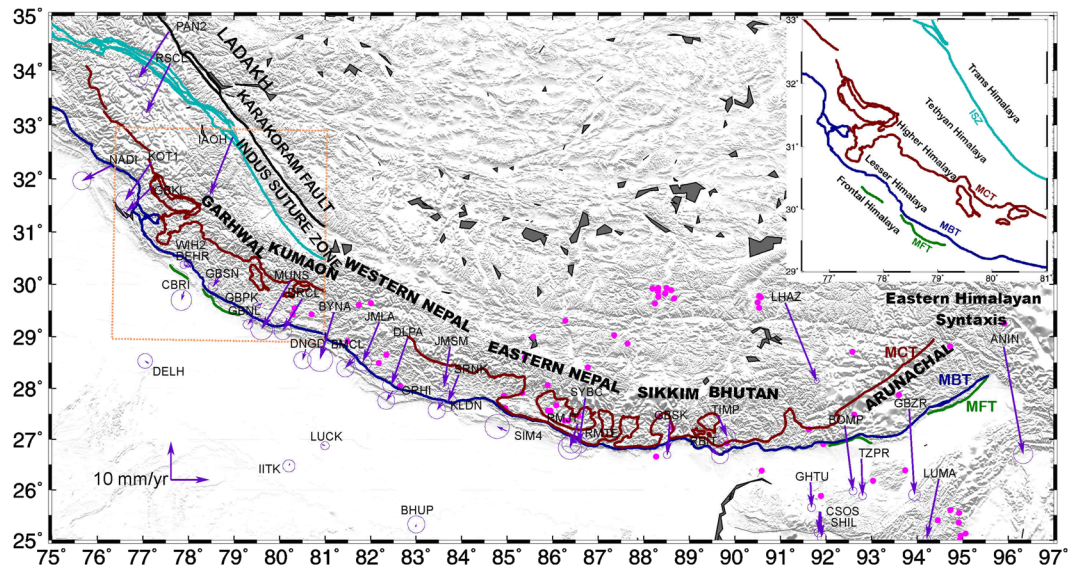 35°
34°
33°
32°
31°
30°
29°
28°
27°
26°
25°
75 76 77 78 79 80 81 82 83 84 85 86 87 88 89 90 91 92 93 94 95 96 97
PAN2
RSCL
LADAKH
KARAKORAM FAULT
IAOH
INDUS SUTURE ZONE
NADI
KOT1
GBKL
GARHWAL
KUMAON
WIH2
BEHR
CBRI
GBSN
GBPK
GBNL
MUNS
WESTERN NEPAL
BYNA
DNGD
BMCL
JMLA
DLPA
JMSM
SRNK
GRHI
KLDN
EASTERN NEPAL
SIM4
SYBC
RMTE
SIKKIM
GBSK
BHUTAN
TIMP
RBIT
LHAZ
Eastern Himalayan
Syntaxis
ANIN
MCT
ARUNACHAL
MBT
MFT
GBZR
BOMP
TZPR
LUMA
GHTU
CSOS
SHIL
DELH
LUCK
IITK
BHUP
10 mm/yr
33
32
31
30
29
77 78 79 80 81
Trans Himalaya
ISZ
Tethyan Himalaya
Higher Himalaya
MCT
Lesser Himalaya
Frontal Himalaya
MBT
MFT